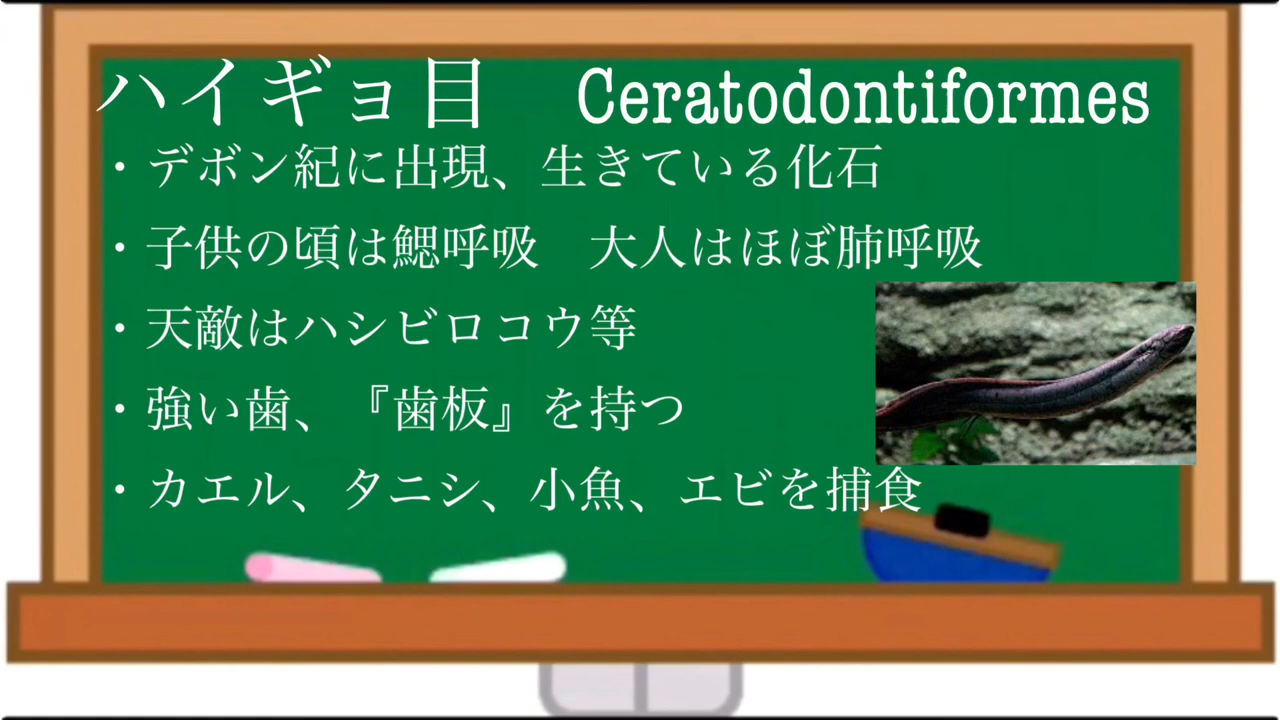 ハイギョ目　Ceratodontiformes
・デボン紀に出現、生きている化石
・子供の頃は鰓呼吸　大人はほぼ肺呼吸
・天敵はハシビロコウ等
・強い歯、『歯板』を持つ
・カエル、タニシ、小魚、エビを捕食